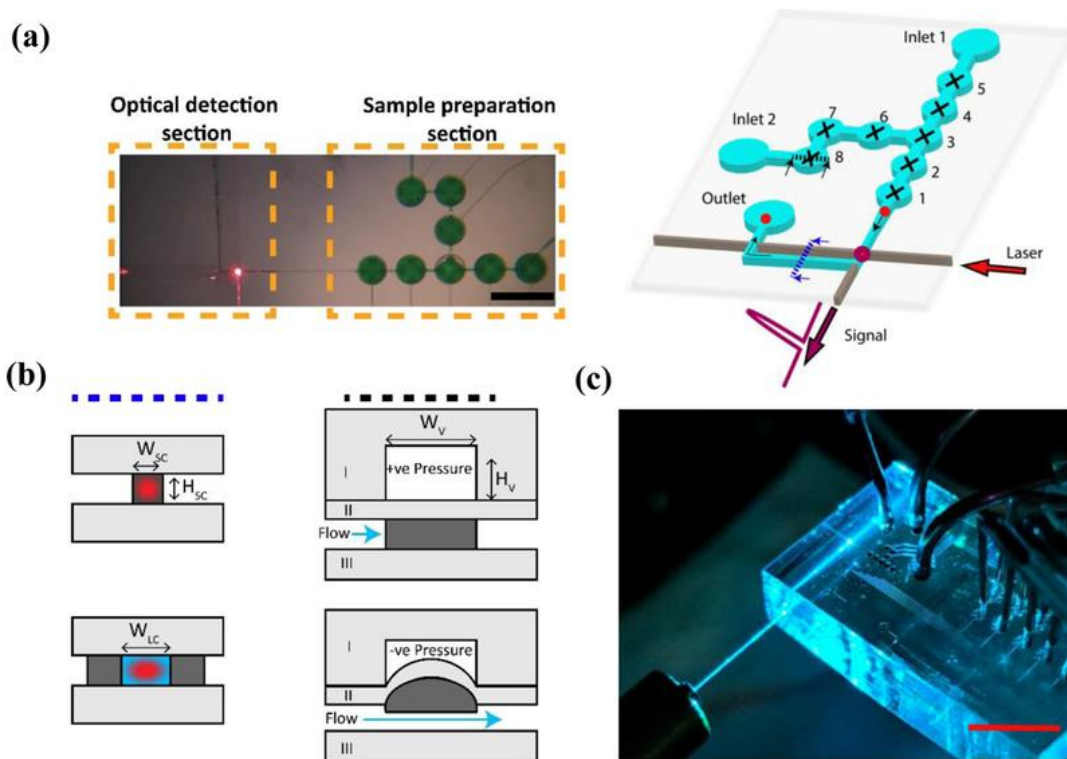 (a)
Optical detection
section
Sample preparation
section
Inlet 1
5
4
3
2
1
6
7
8
Inlet 2
Outlet
Laser
Signal
(b)
W_SC
H_SC
W_LC
W_V
+ve Pressure
H_V
I
II
Flow
III
-ve Pressure
I
II
Flow
III
(c)